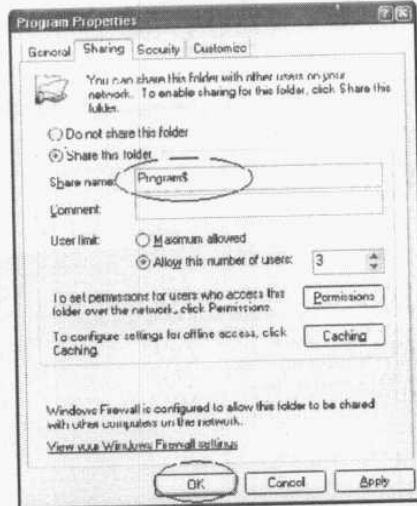 Program Properties
General Sharing Security Customize
You can share this folder with other users on your
network. To enable sharing for this folder, click Share this
folder.
Do not share this folder
Share this folder
Share name: Program$
Comment:
User limit: Maximum allowed
Allow this number of users: 3
To set permissions for users who access this
folder over the network, click Permissions.
Permissions
To configure settings for offline access, click
Caching.
Caching
Windows Firewall is configured to allow this folder to be shared
with other computers on the network.
View your Windows Firewall settings
OK Cancel Apply